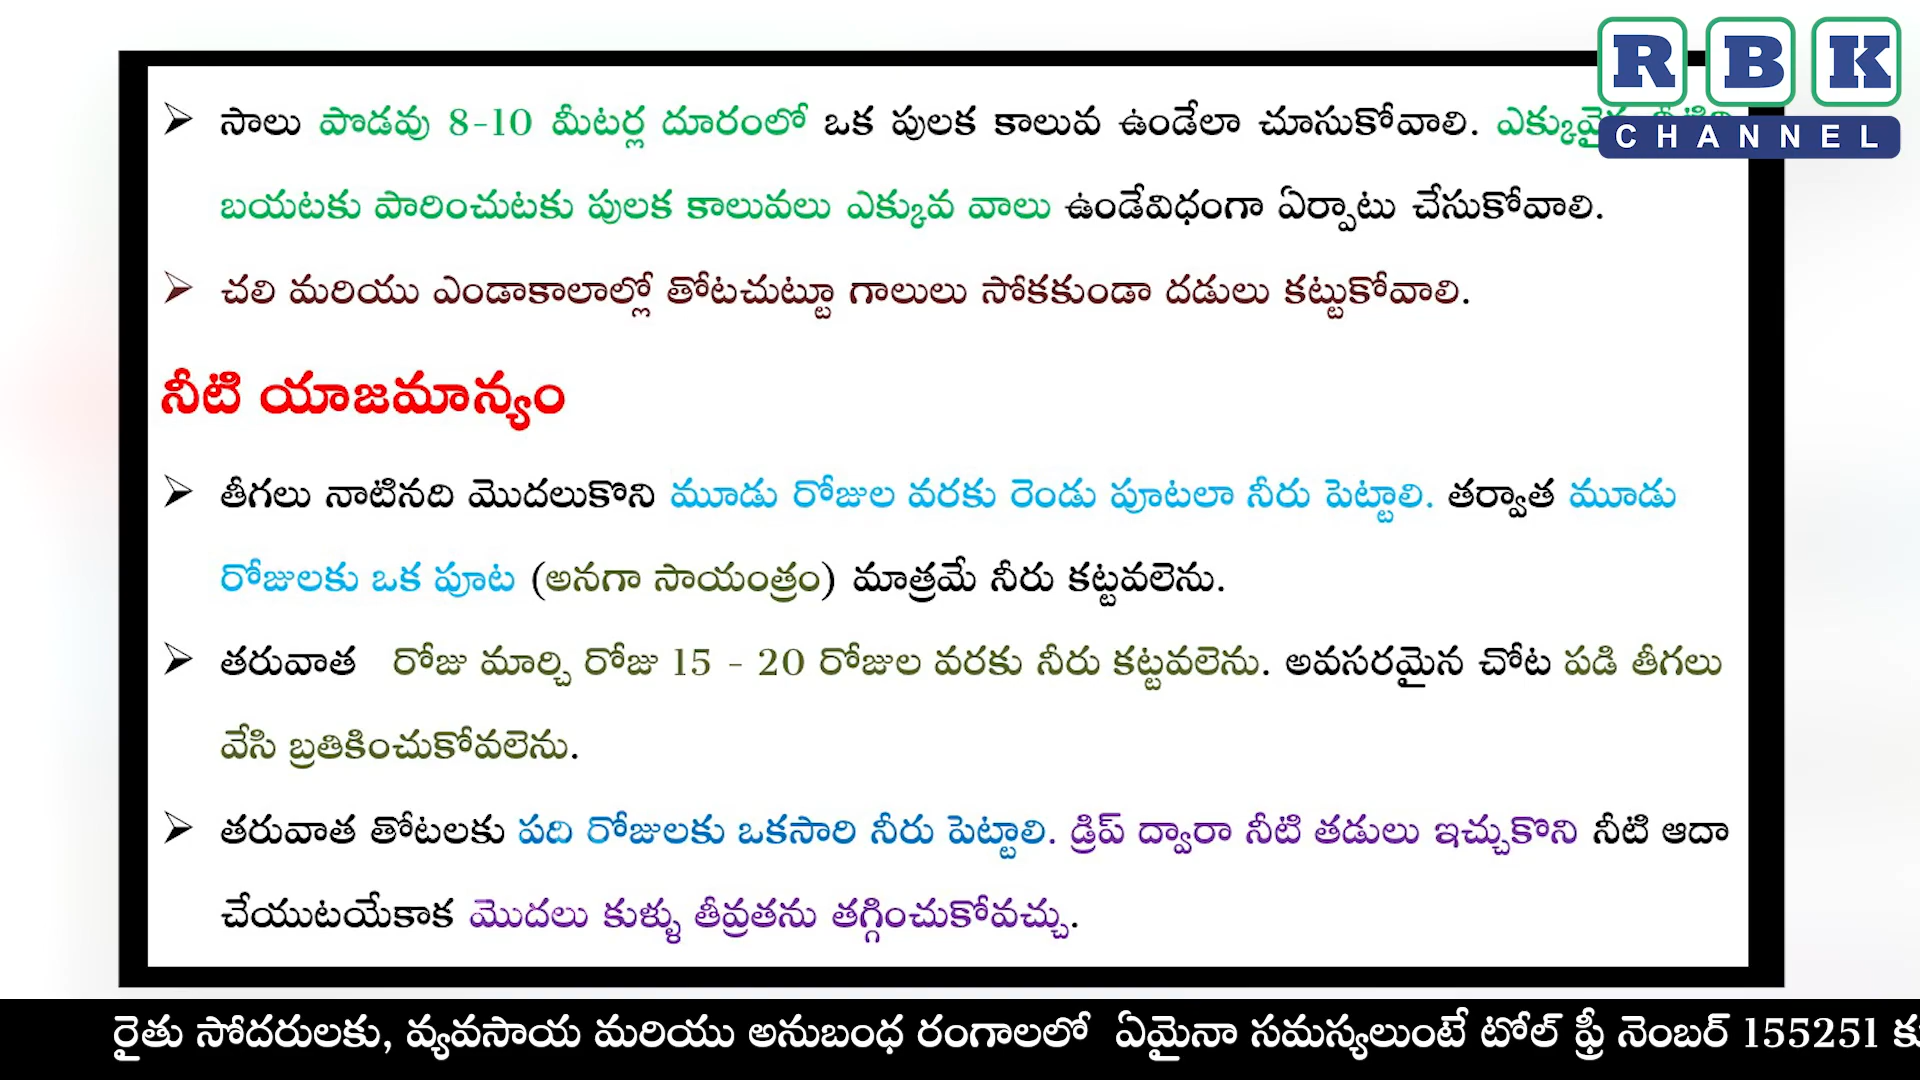 RBK
CHANNEL
➢ సాలు పొడవు 8-10 మీటర్ల దూరంలో ఒక పులక కాలువ ఉండేలా చూసుకోవాలి.
బయటకు పారించుటకు పులక కాలువలు ఎక్కువ వాలు ఉండేవిధంగా ఏర్పాటు చేసుకోవాలి.
➢ చలి మరియు ఎండాకాలాల్లో తోటచుట్టూ గాలులు సోకకుండా దడులు కట్టుకోవాలి.
నీటి యాజమాన్యం
➢ తీగలు నాటినది మొదలుకొని మూడు రోజుల వరకు రెండు పూటలా నీరు పెట్టాలి. తర్వాత మూడు
రోజులకు ఒక పూట (అనగా సాయంత్రం) మాత్రమే నీరు కట్టవలెను.
➢ తరువాత రోజు మార్చి రోజు 15 - 20 రోజుల వరకు నీరు కట్టవలెను. అవసరమైన చోట పడి తీగలు
వేసి బ్రతికించుకోవలెను.
➢ తరువాత తోటలకు పది రోజులకు ఒకసారి నీరు పెట్టాలి. డ్రిప్ ద్వారా నీటి తడులు ఇచ్చుకొని నీటి ఆదా
చేయుటయేకాక మొదలు కుళ్ళు తీవ్రతను తగ్గించుకోవచ్చు.
రైతు సోదరులకు, వ్యవసాయ మరియు అనుబంధ రంగాలలో ఏమైనా సమస్యలుంటే టోల్ ఫ్రీ నెంబర్ 155251